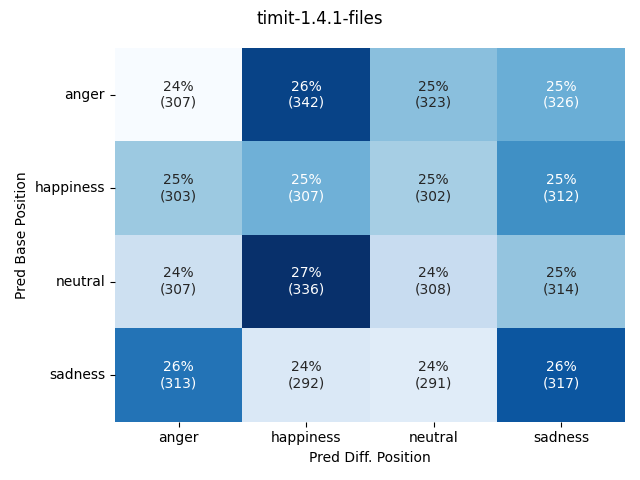 timit-1.4.1-files
Pred Base Position
anger
24% 26% 25% 25%
(307) (342) (323) (326)
happiness
25% 25% 25% 25%
(303) (307) (302) (312)
neutral
24% 27% 24% 25%
(307) (336) (308) (314)
sadness
26% 24% 24% 26%
(313) (292) (291) (317)
anger happiness neutral sadness
Pred Diff. Position